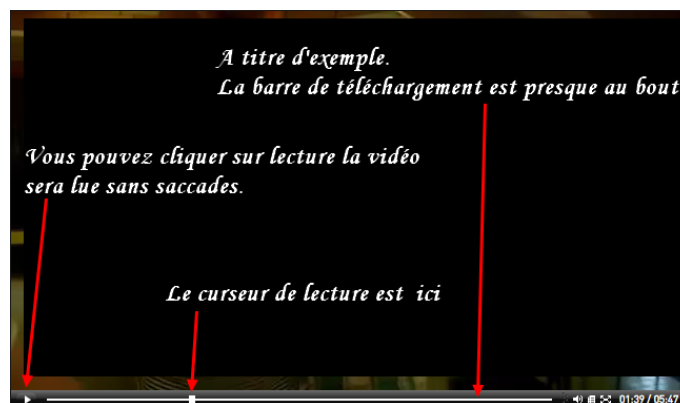 A titre d'exemple.
La barre de téléchargement est presque au bout
Vous pouvez cliquer sur lecture la vidéo
sera lue sans saccades.
Le curseur de lecture est ici
01:39 / 05:47